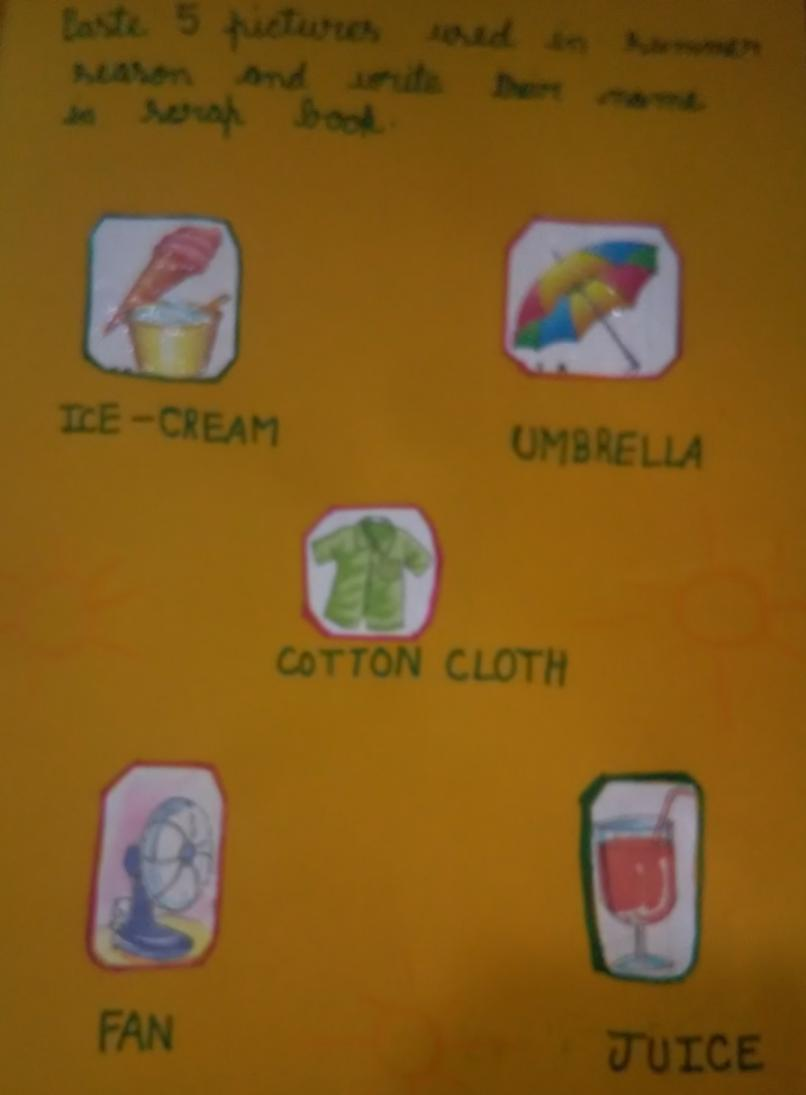 Paste 5 pictures used in summer
season and write their name
in scrap book.
ICE-CREAM
UMBRELLA
COTTON CLOTH
FAN
JUICE